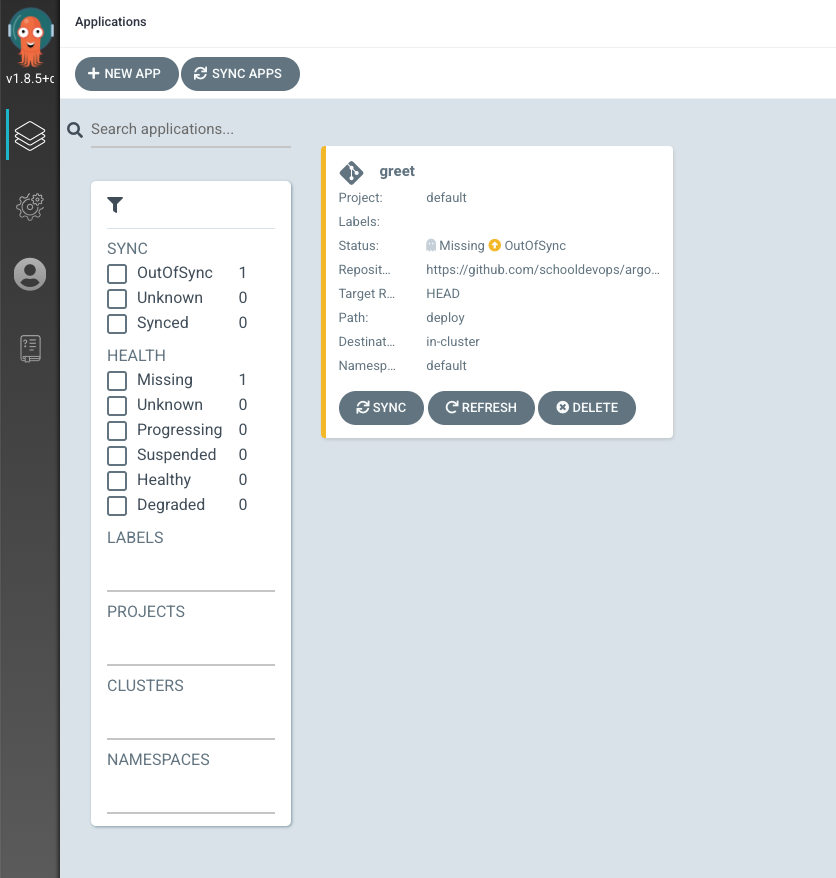 Applications
v1.8.5+c
NEW APP
SYNC APPS
Search applications...
SYNC
OutOfSync 1
Unknown 0
Synced 0
HEALTH
Missing 1
Unknown 0
Progressing 0
Suspended 0
Healthy 0
Degraded 0
LABELS
PROJECTS
CLUSTERS
NAMESPACES
greet
Project: default
Labels:
Status: Missing OutOfSync
Reposit... https://github.com/schooldevops/argo...
Target R... HEAD
Path: deploy
Destinat... in-cluster
Namesp... default
SYNC REFRESH DELETE